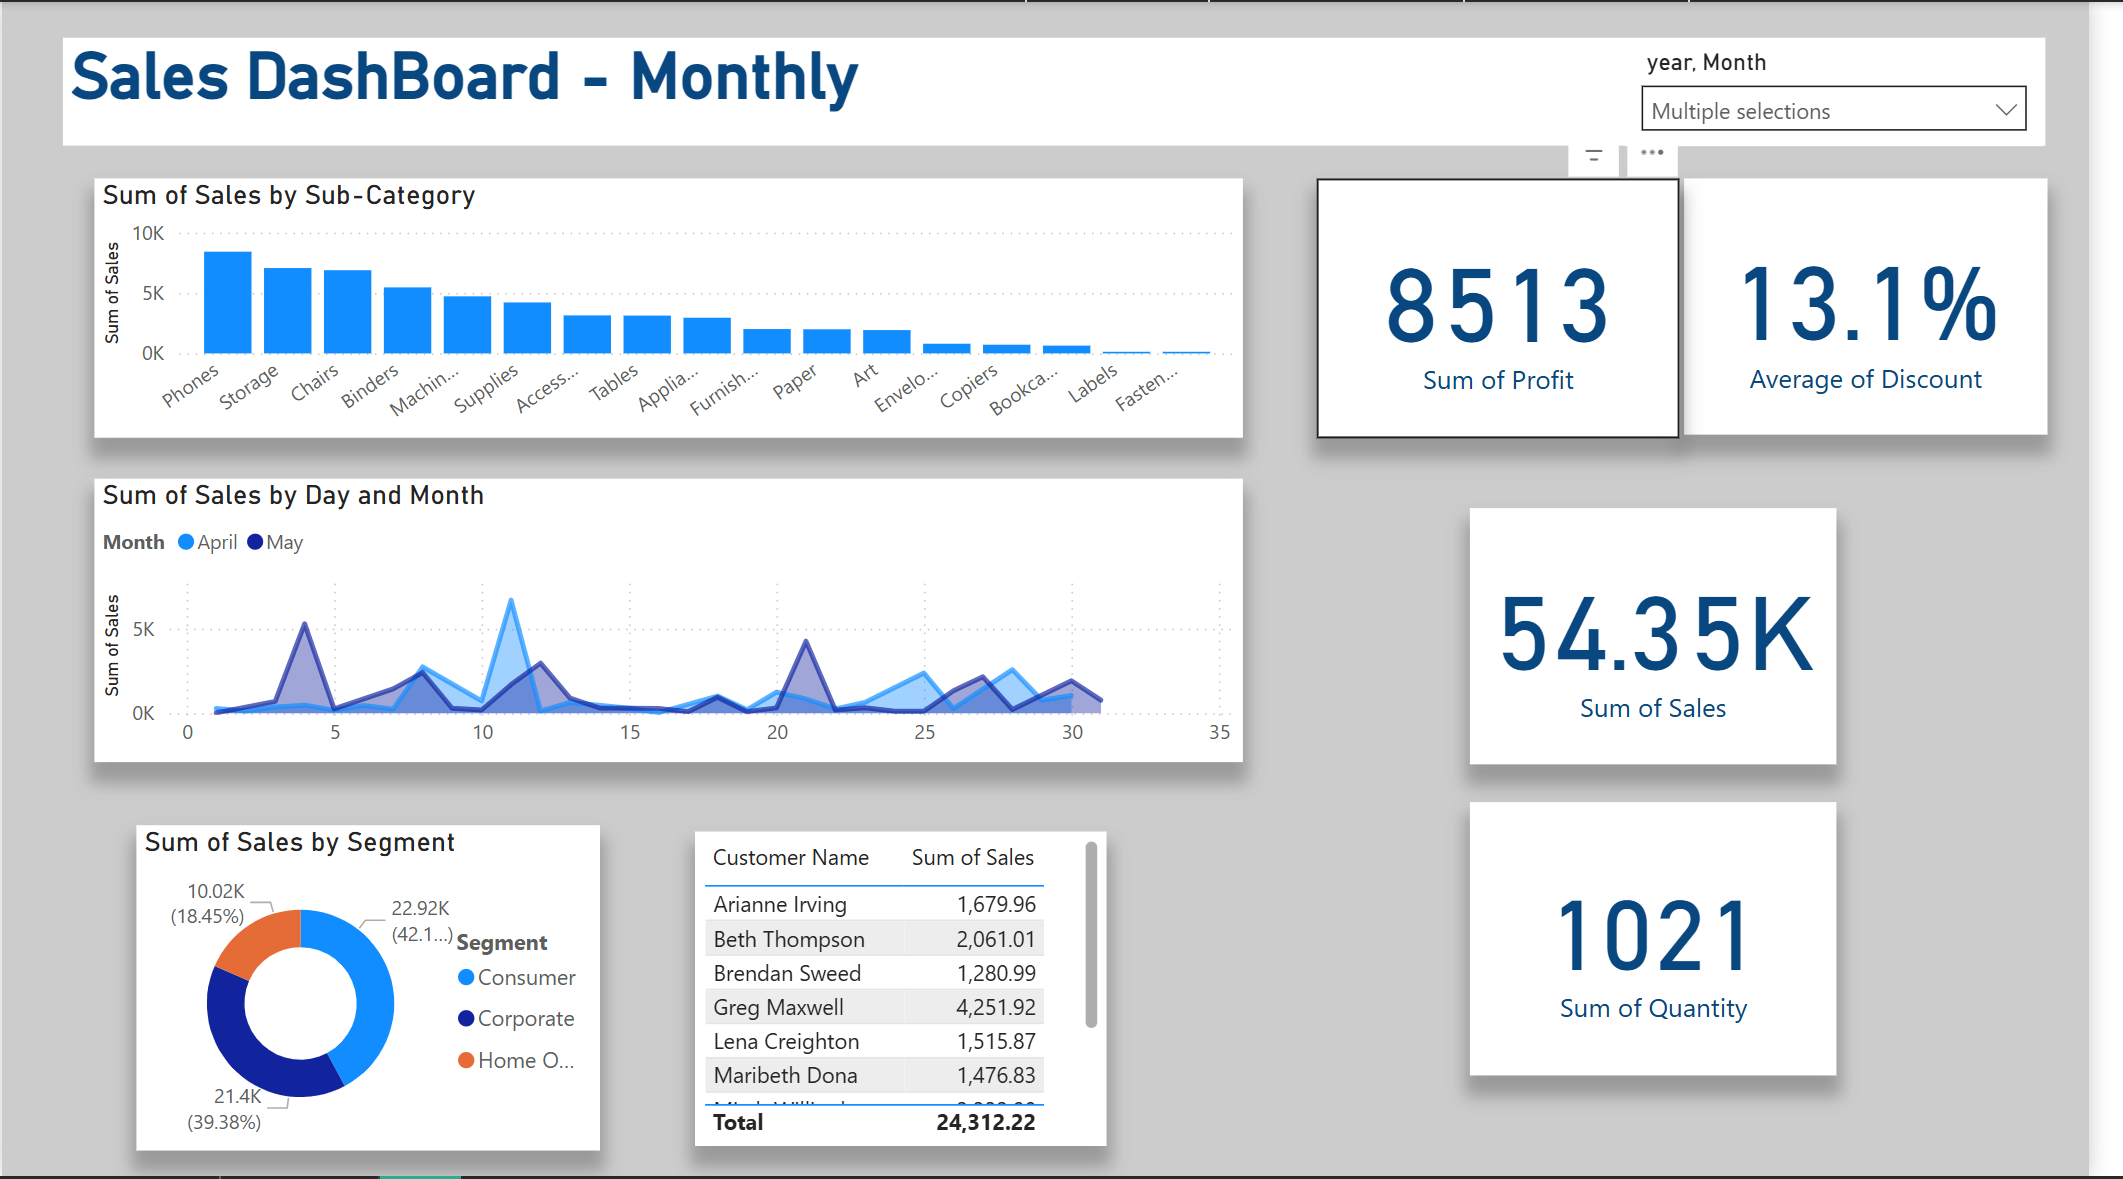 Sales DashBoard - Monthly
year, Month
Multiple selections
Sum of Sales by Sub-Category
Sum of Sales
10K
5K
0K
Phones
Storage
Chairs
Binders
Machin...
Supplies
Access...
Tables
Applia...
Furnish...
Paper
Art
Envelo...
Copiers
Bookca...
Labels
Fasten...
8513
Sum of Profit
13.1%
Average of Discount
Sum of Sales by Day and Month
Month April May
Sum of Sales
5K
0K
0 5 10 15 20 25 30 35
54.35K
Sum of Sales
Sum of Sales by Segment
10.02K
(18.45%)
22.92K
(42.1...)
21.4K
(39.38%)
Segment
Consumer
Corporate
Home O...
Customer Name Sum of Sales
Arianne Irving 1,679.96
Beth Thompson 2,061.01
Brendan Sweed 1,280.99
Greg Maxwell 4,251.92
Lena Creighton 1,515.87
Maribeth Dona 1,476.83
Total 24,312.22
1021
Sum of Quantity